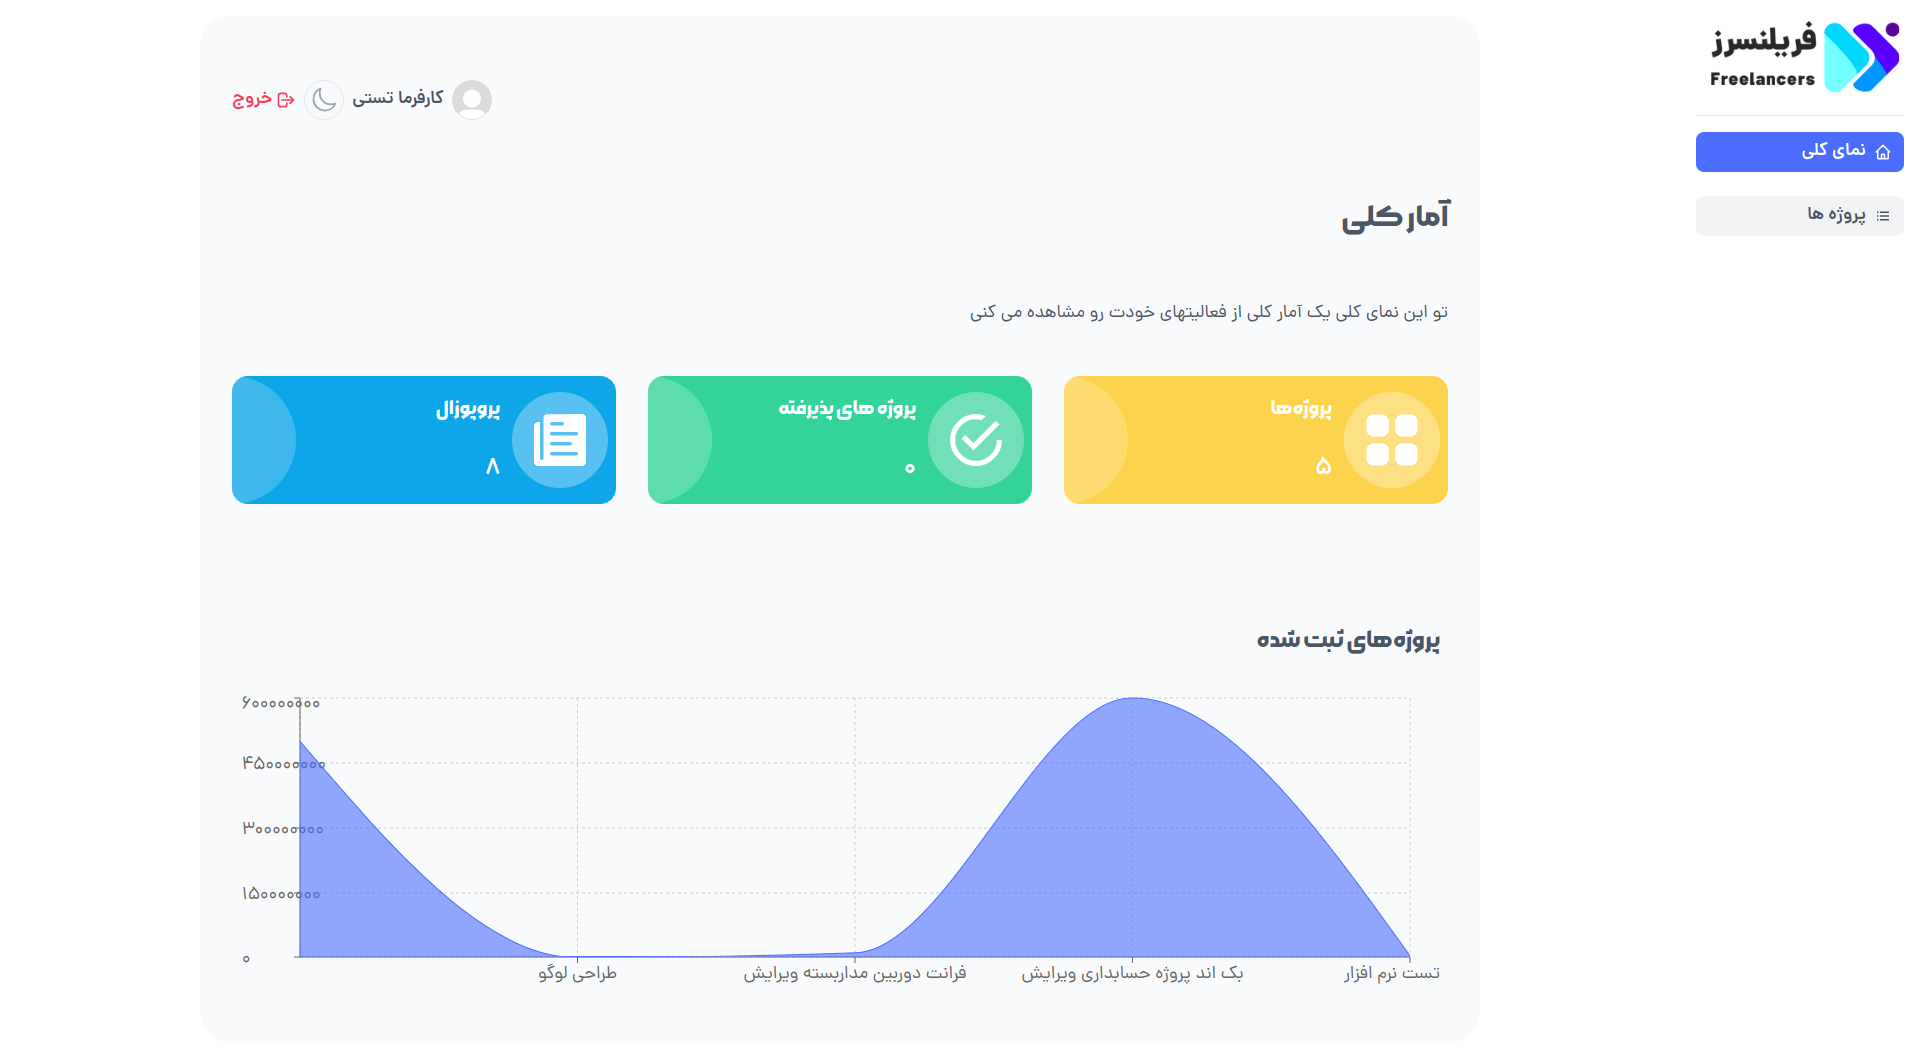 فریلنسرز
Freelancers
نمای کلی
پروژه ها
کارفرما تستی
خروج
آمار کلی
تو این نمای کلی یک آمار کلی از فعالیتهای خودت رو مشاهده می کنی
پروژه‌ها
۵
پروژه های پذیرفته
۰
پروپوزال
۸
پروژه‌های ثبت شده
۶۰۰۰۰۰۰۰۰
۴۵۰۰۰۰۰۰۰
۳۰۰۰۰۰۰۰۰
۱۵۰۰۰۰۰۰۰
۰
تست نرم افزار
بک اند پروژه حسابداری ویرایش
فرانت دوربین مداربسته ویرایش
طراحی لوگو